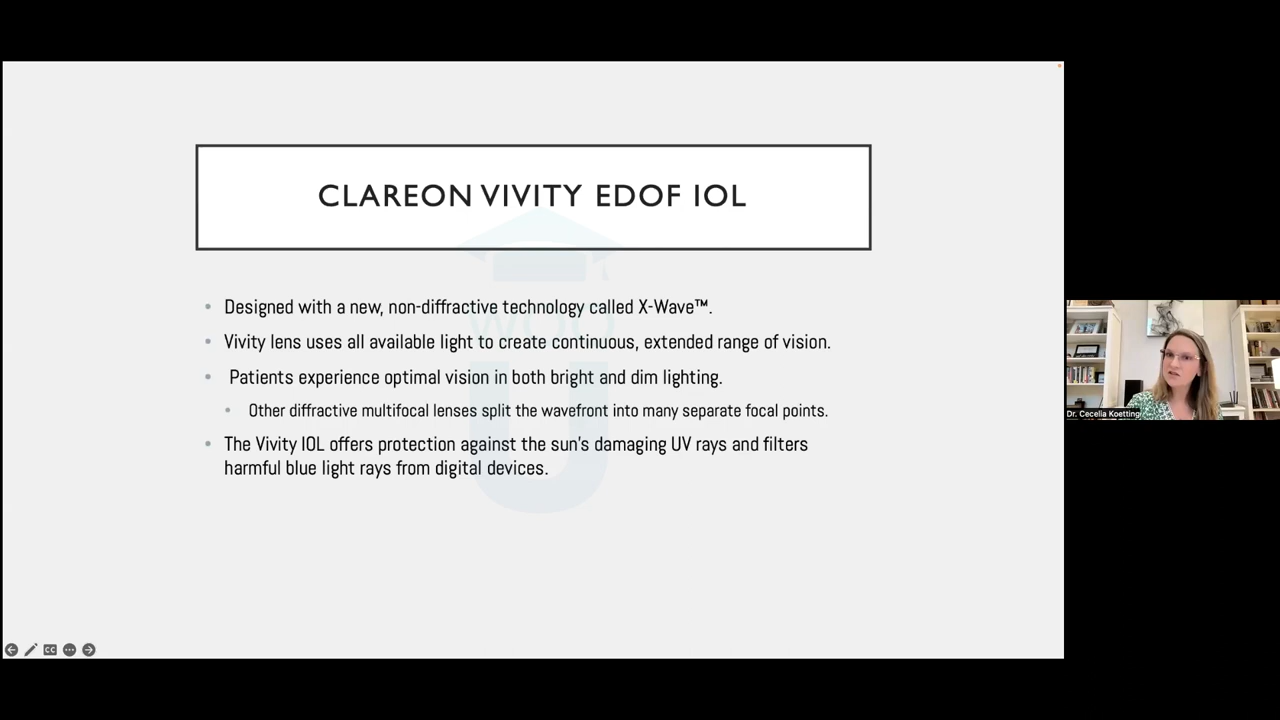 CLAREON VIVITY EDOF IOL
• Designed with a new, non-diffractive technology called X-Wave™.
• Vivity lens uses all available light to create continuous, extended range of vision.
• Patients experience optimal vision in both bright and dim lighting.
• Other diffractive multifocal lenses split the wavefront into many separate focal points.
• The Vivity IOL offers protection against the sun's damaging UV rays and filters
harmful blue light rays from digital devices.
WOO
U
CC
Dr. Cecelia Koetting